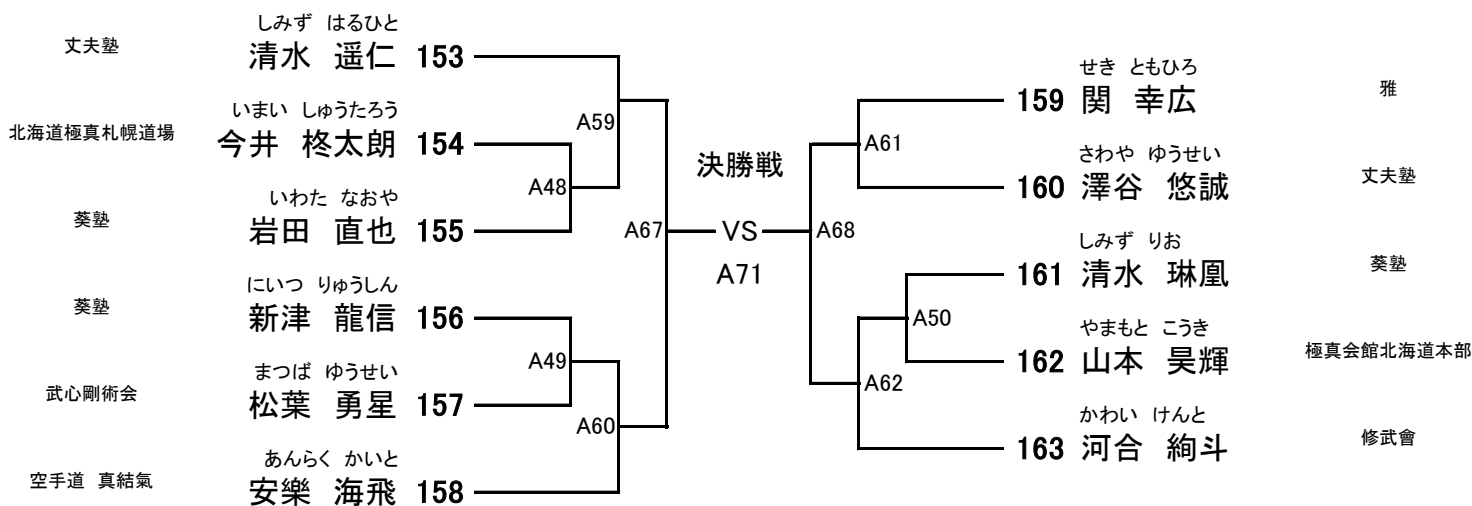 しみず はるひと
丈夫塾 清水 遥仁 153
いまい しゅうたろう
北海道極真札幌道場 今井 柊太朗 154
いわた なおや
葵塾 岩田 直也 155
にいつ りゅうしん
葵塾 新津 龍信 156
まつば ゆうせい
武心剛術会 松葉 勇星 157
あんらく かいと
空手道 真結氣 安樂 海飛 158
A59
A48
A67
A49
A60
決勝戦
VS
A71
A68
A61
A50
A62
せき ともひろ
159 関 幸広 雅
さわや ゆうせい
160 澤谷 悠誠 丈夫塾
しみず りお
161 清水 琳凰 葵塾
やまもと こうき
162 山本 昊輝 極真会館北海道本部
かわい けんと
163 河合 絢斗 修武會